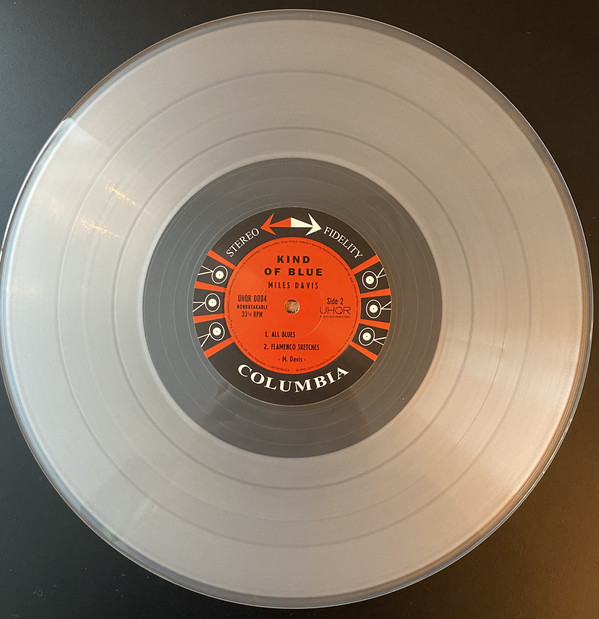 STEREO FIDELITY
KIND
OF BLUE
MILES DAVIS
UHQR 0004
NONBREAKABLE
33⅓ RPM
Side 2
UHQR
1. ALL BLUES
2. FLAMENCO SKETCHES
- M. Davis -
COLUMBIA